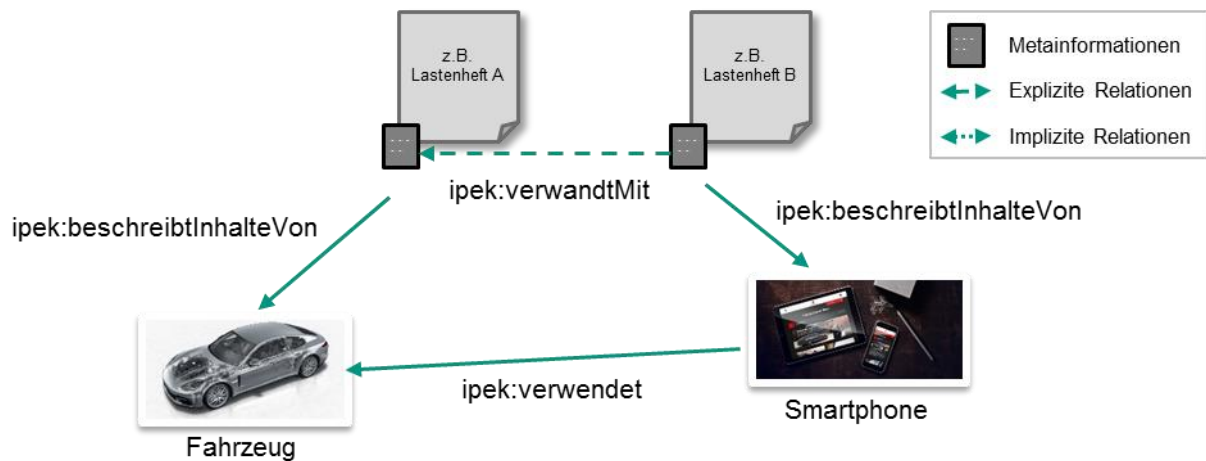 z.B.
Lastenheft A
z.B.
Lastenheft B
Metainformationen
Explizite Relationen
Implizite Relationen
ipek:verwandtMit
ipek:beschreibtInhalteVon
ipek:beschreibtInhalteVon
ipek:verwendet
Smartphone
Fahrzeug